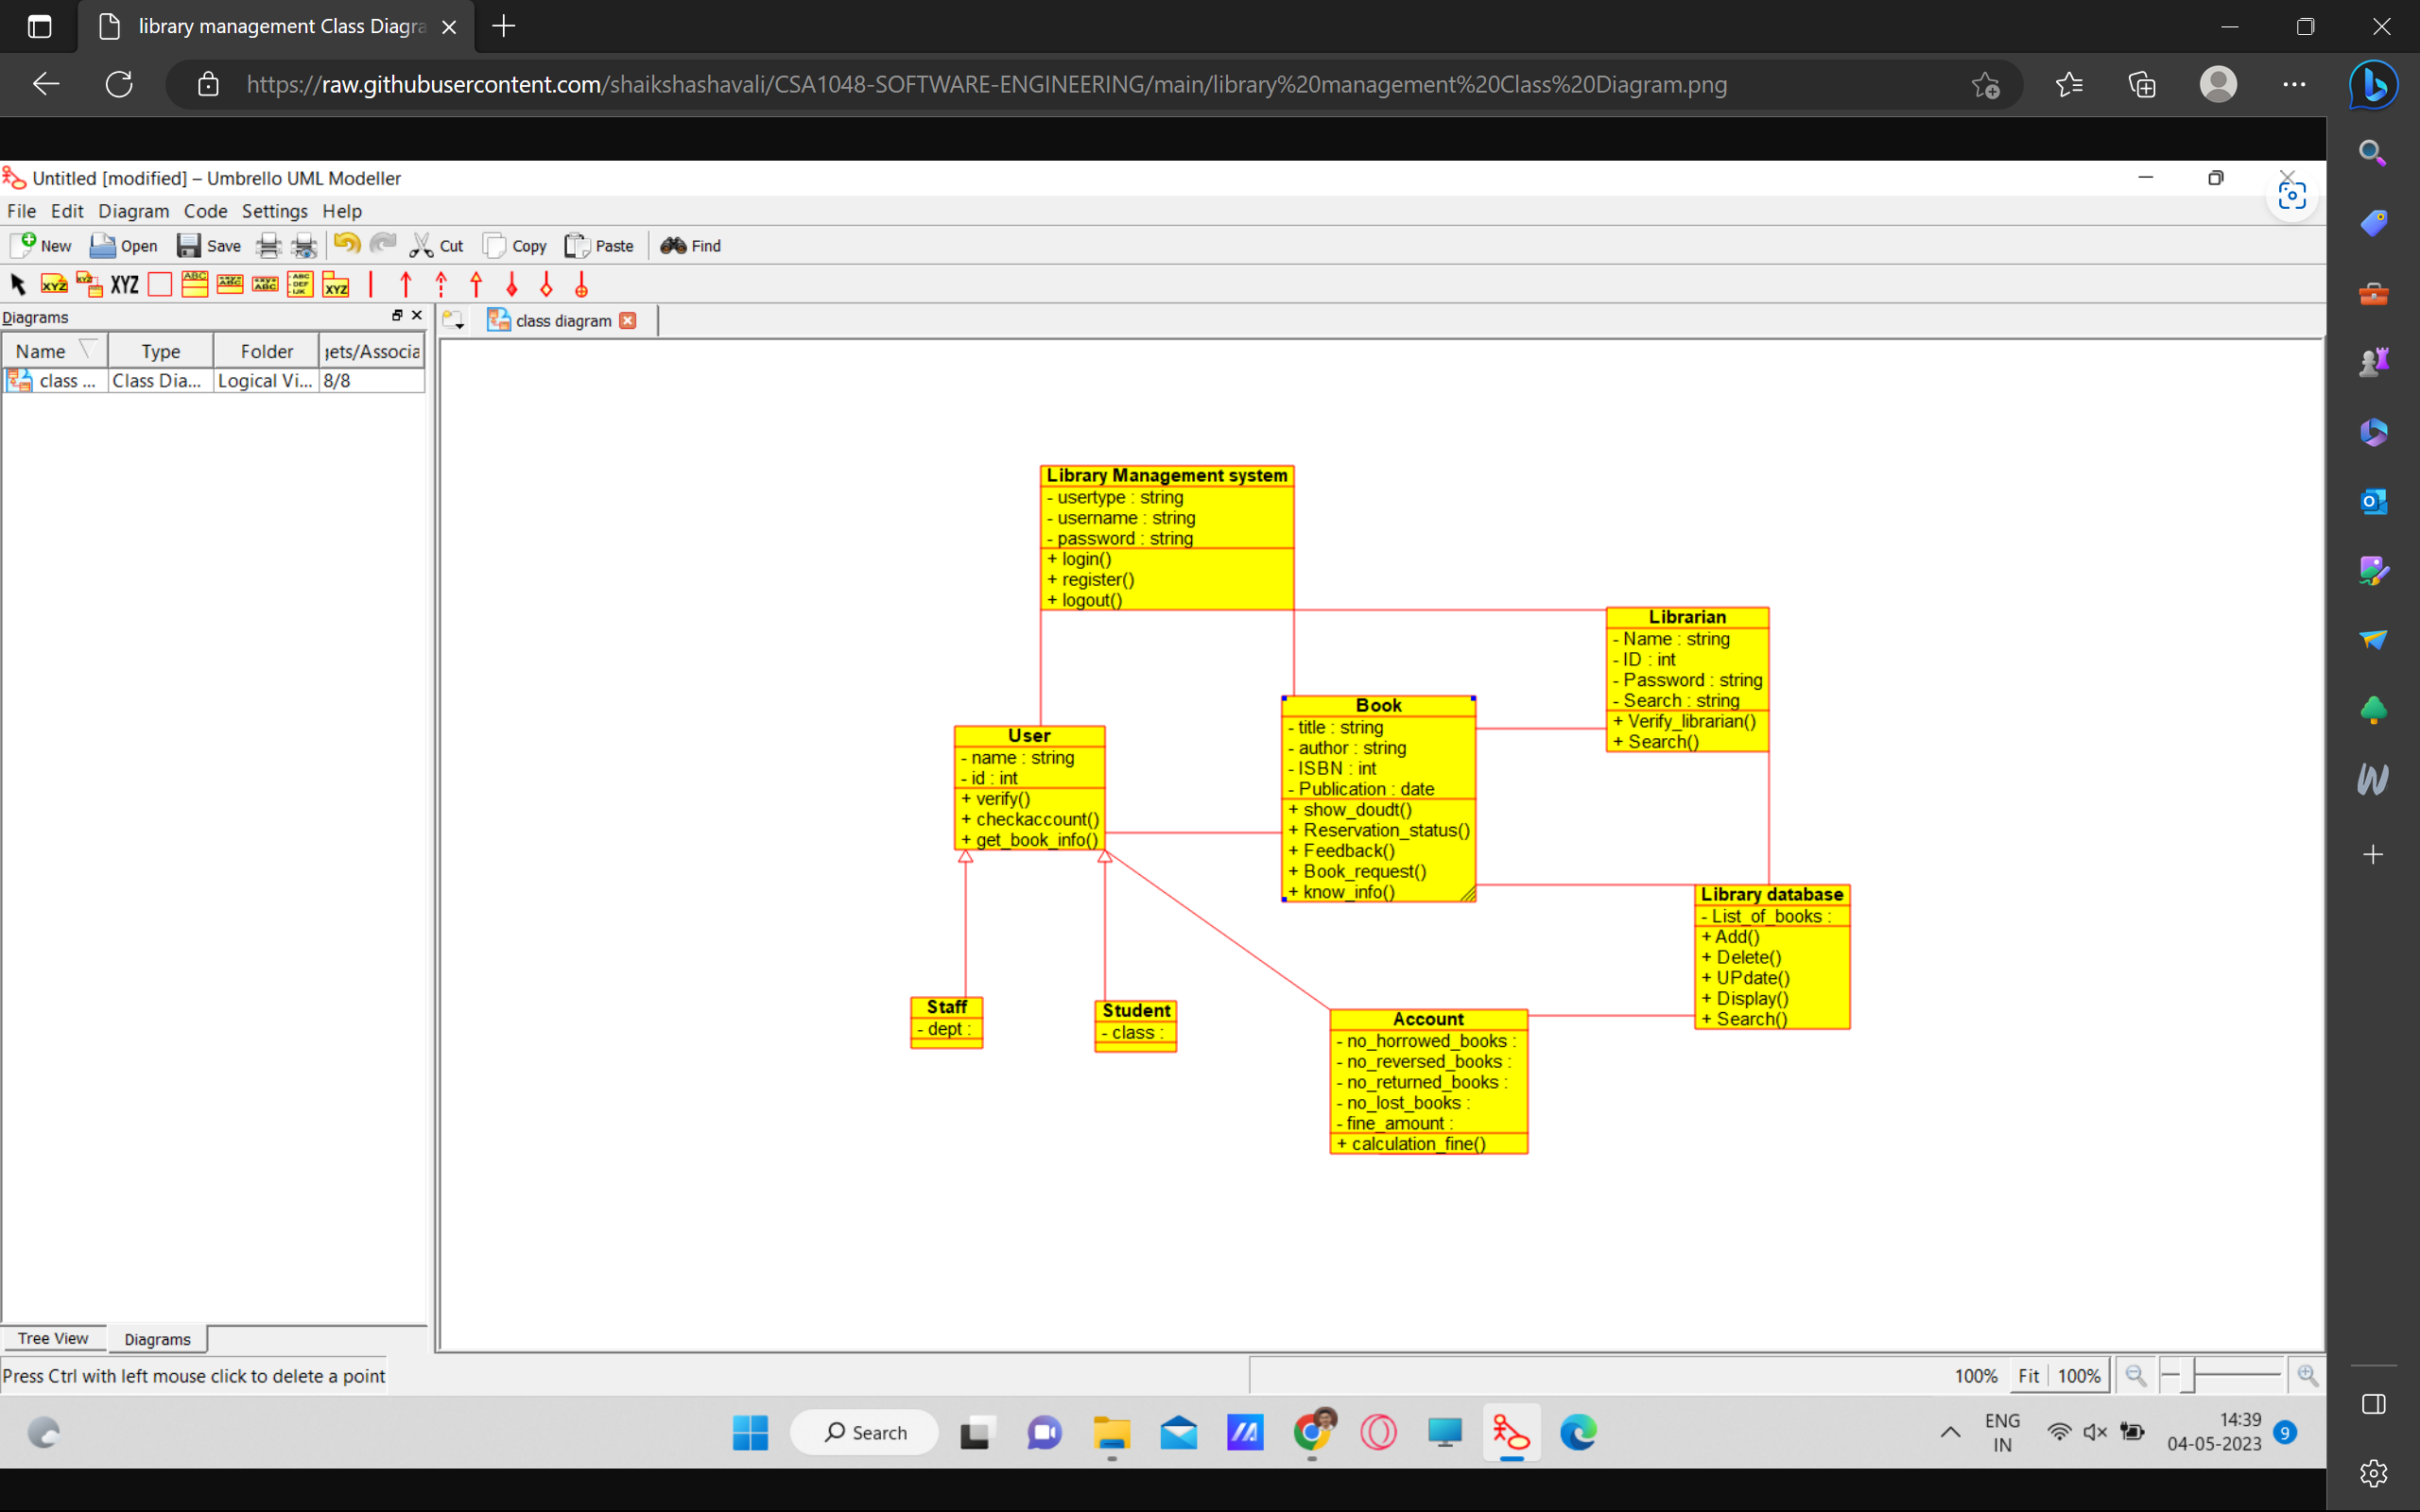 library management Class Diagra
https://raw.githubusercontent.com/shaikshashavali/CSA1048-SOFTWARE-ENGINEERING/main/library%20management%20Class%20Diagram.png
Untitled [modified] – Umbrello UML Modeller
File Edit Diagram Code Settings Help
New Open Save Cut Copy Paste Find
XYZ
Diagrams
class diagram
Name Type Folder jets/Associa
class ... Class Dia... Logical Vi... 8/8
Library Management system
- usertype : string
- username : string
- password : string
+ login()
+ register()
+ logout()
Librarian
- Name : string
- ID : int
- Password : string
- Search : string
+ Verify_librarian()
+ Search()
Book
- title : string
- author : string
- ISBN : int
- Publication : date
+ show_doudt()
+ Reservation_status()
+ Feedback()
+ Book_request()
+ know_info()
User
- name : string
- id : int
+ verify()
+ checkaccount()
+ get_book_info()
Library database
- List_of_books :
+ Add()
+ Delete()
+ UPdate()
+ Display()
+ Search()
Staff
- dept :
Student
- class :
Account
- no_horrowed_books :
- no_reversed_books :
- no_returned_books :
- no_lost_books :
- fine_amount :
+ calculation_fine()
Tree View Diagrams
Press Ctrl with left mouse click to delete a point
100% Fit 100%
Search
ENG
IN
14:39
04-05-2023
9